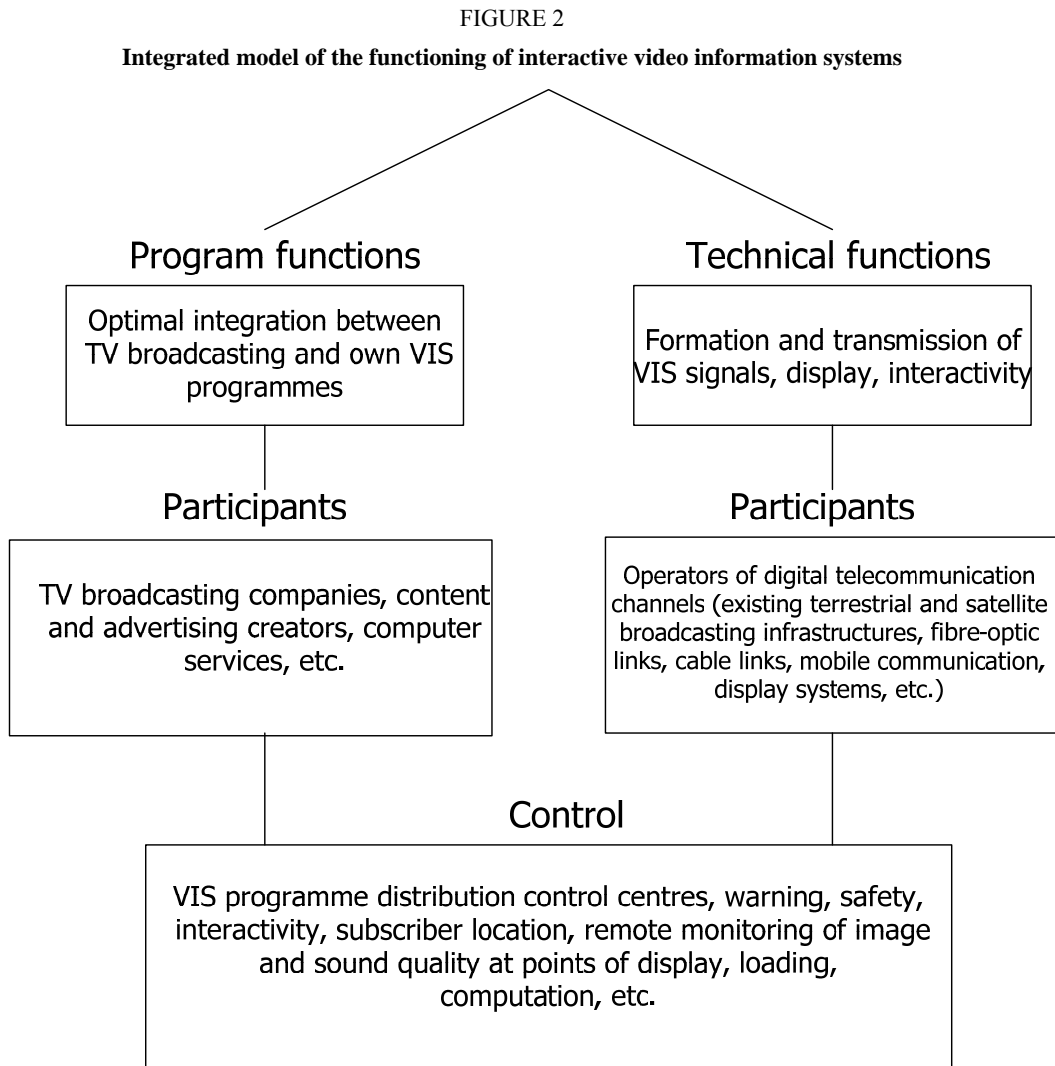 FIGURE 2
Integrated model of the functioning of interactive video information systems
Program functions
Optimal integration between
TV broadcasting and own VIS
programmes
Participants
TV broadcasting companies, content
and advertising creators, computer
services, etc.
Technical functions
Formation and transmission of
VIS signals, display, interactivity
Participants
Operators of digital telecommunication
channels (existing terrestrial and satellite
broadcasting infrastructures, fibre-optic
links, cable links, mobile communication,
display systems, etc.)
Control
VIS programme distribution control centres, warning, safety,
interactivity, subscriber location, remote monitoring of image
and sound quality at points of display, loading,
computation, etc.